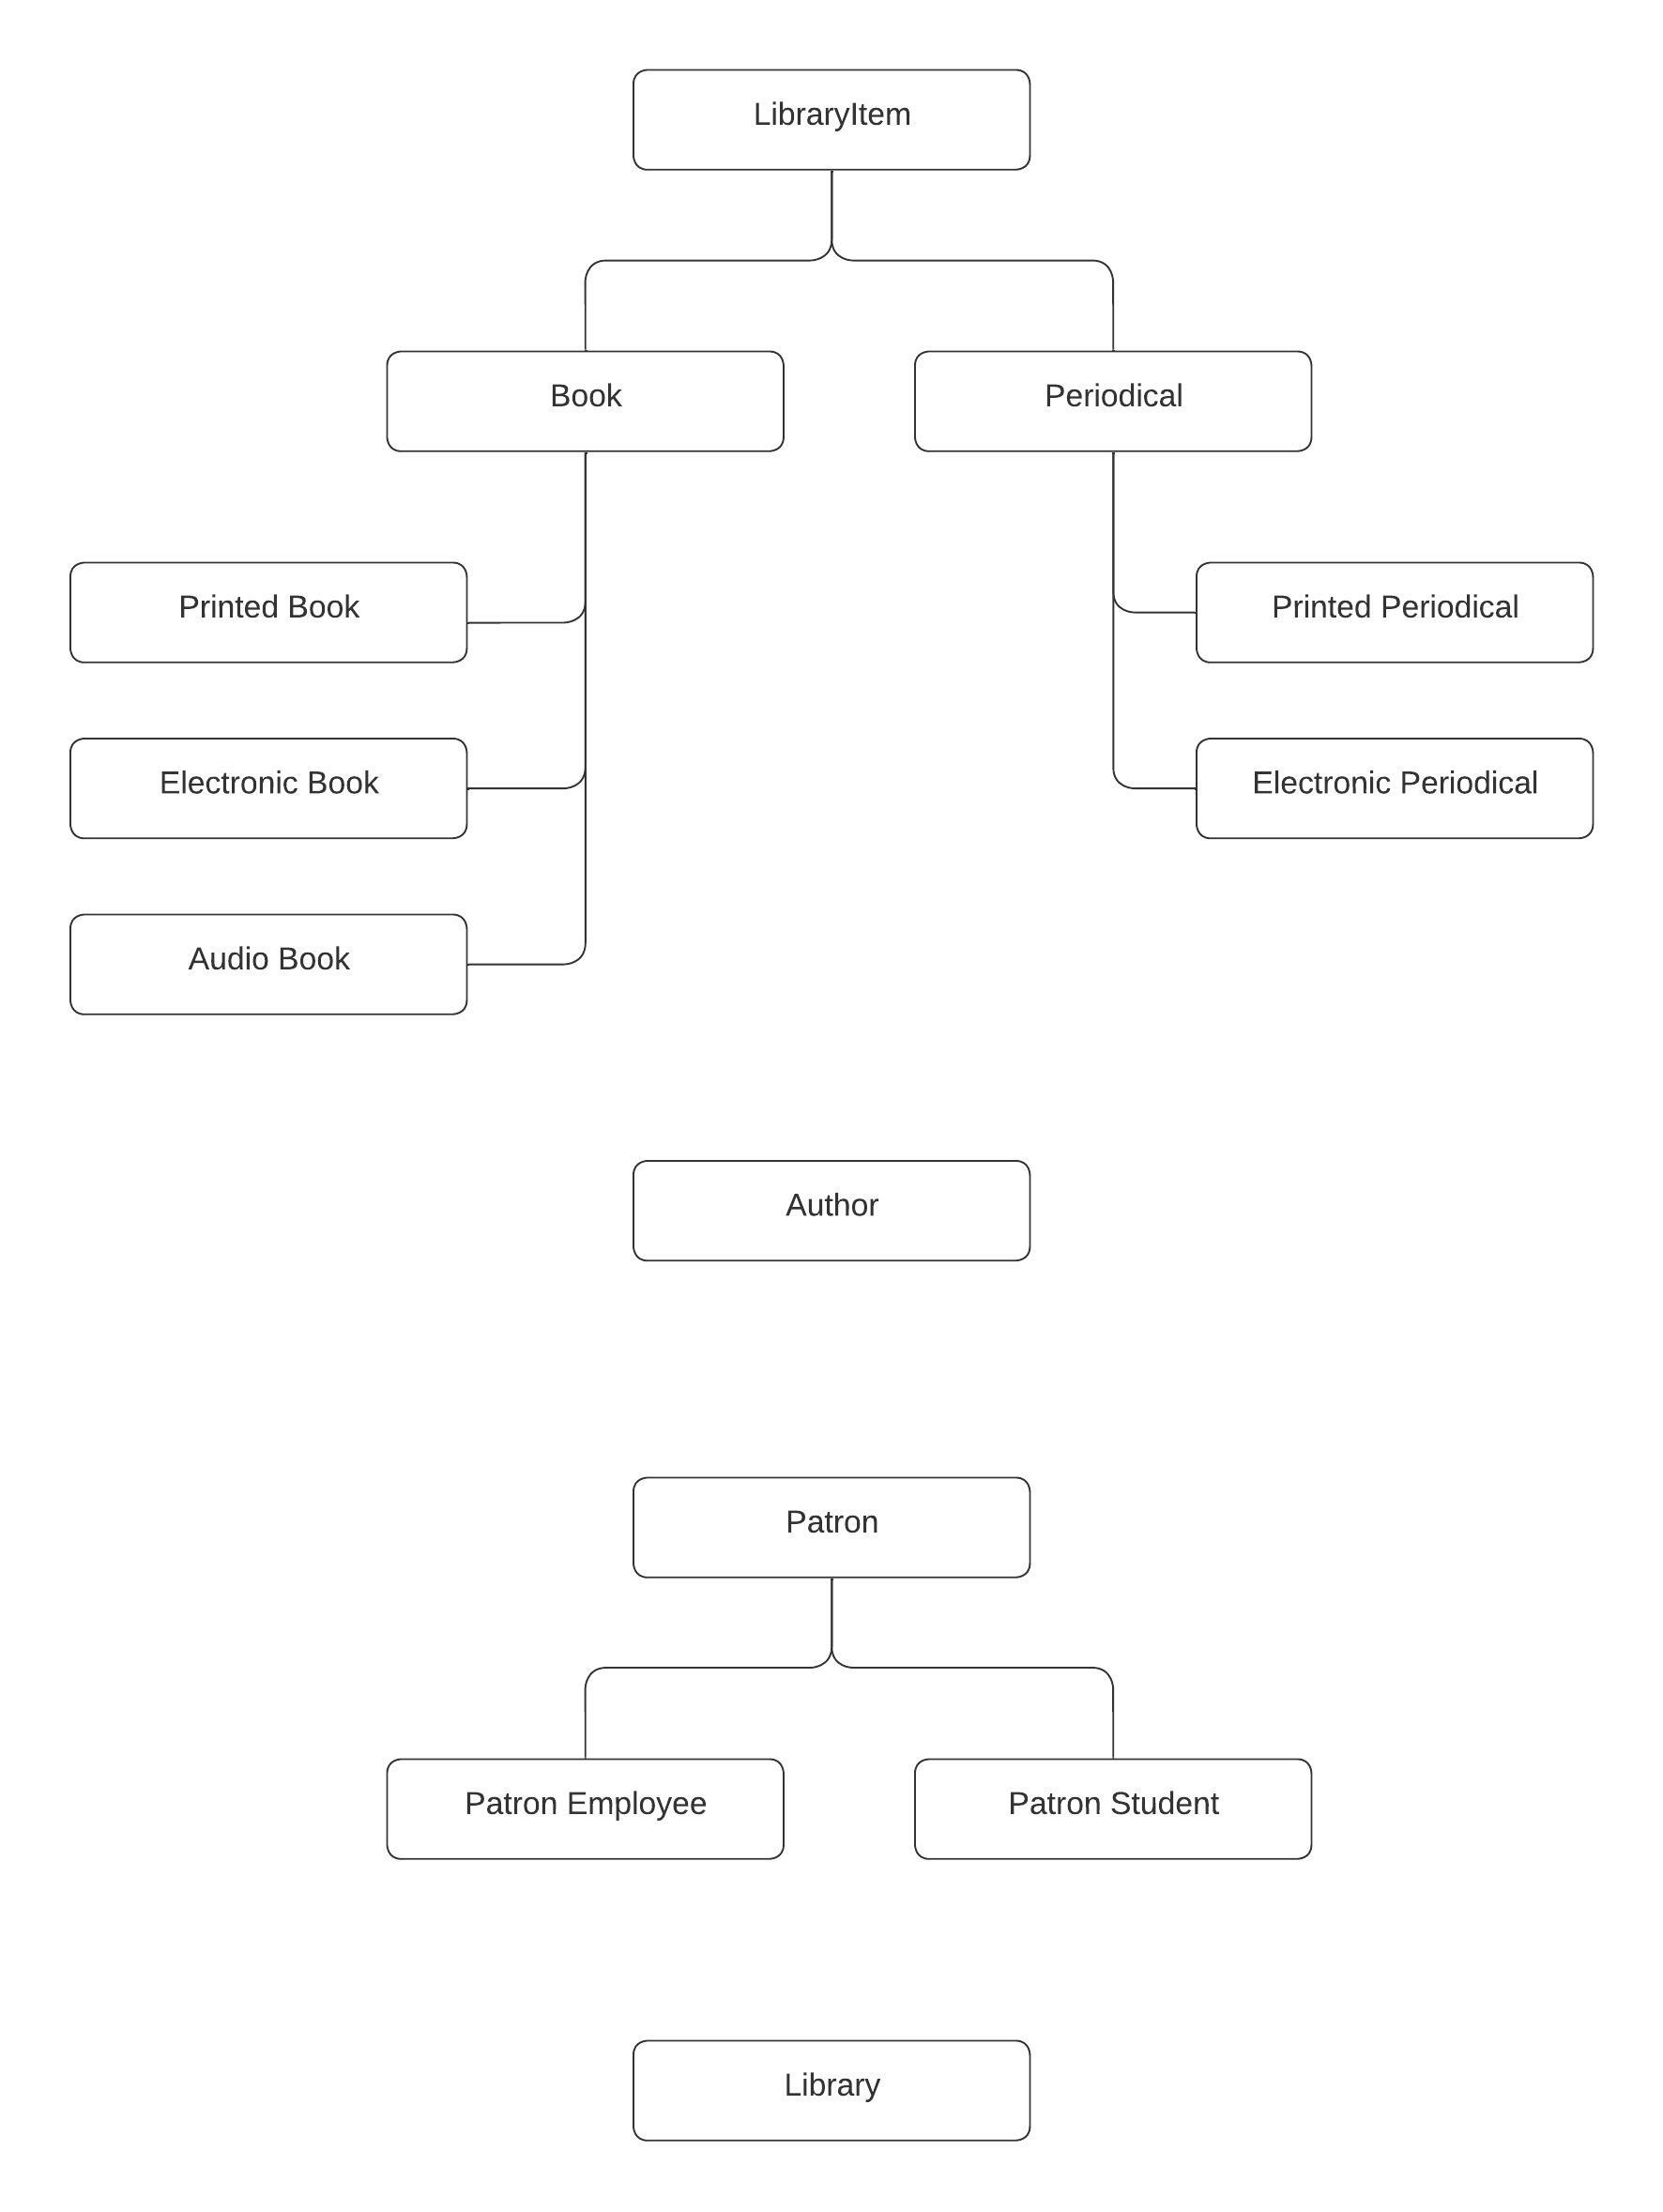 LibraryItem
Book
Periodical
Printed Book
Printed Periodical
Electronic Book
Electronic Periodical
Audio Book
Author
Patron
Patron Employee
Patron Student
Library